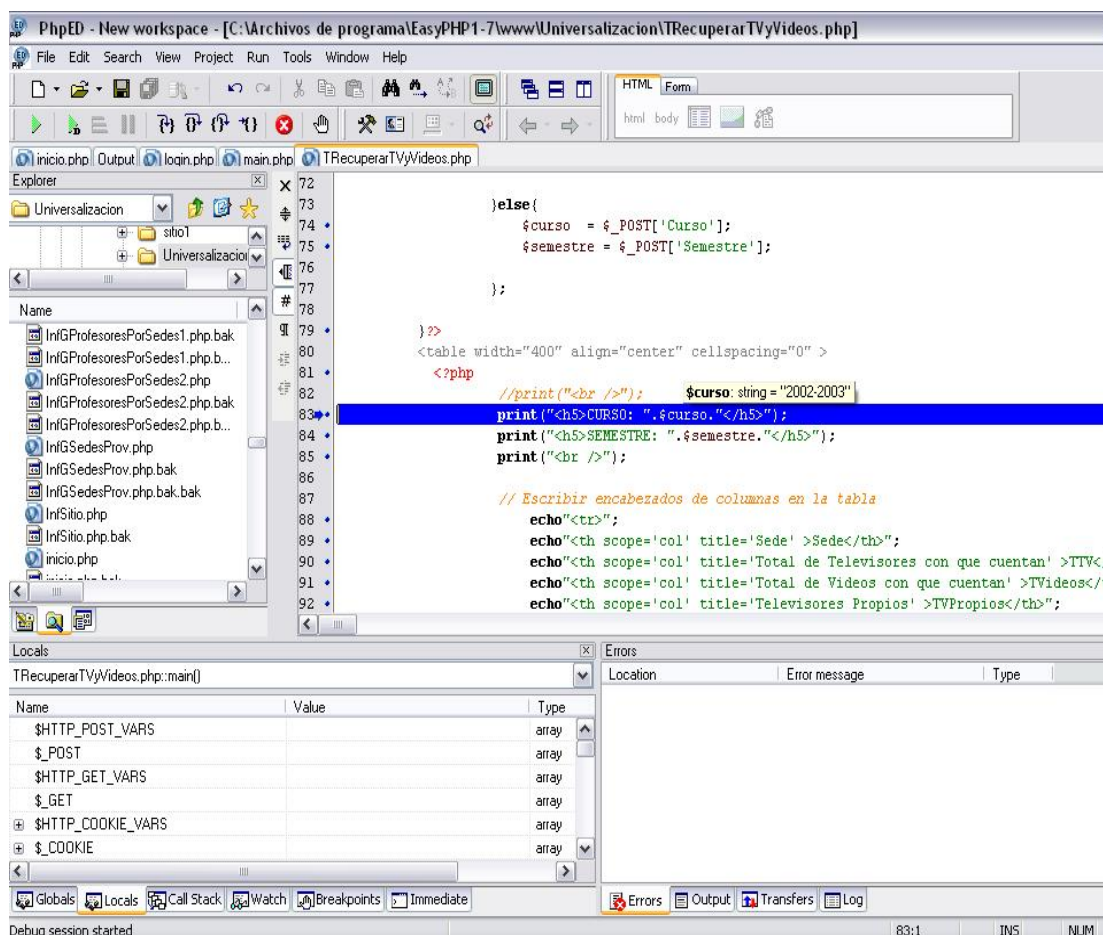 PhpED - New workspace - [C:\Archivos de programa\EasyPHP1-7\www\Universalizacion\TRecuperarTVyVideos.php]
File Edit Search View Project Run Tools Window Help
HTML Form
html body
inicio.php Output login.php main.php TRecuperarTVyVideos.php
Explorer
Universalizacion
sitio1
Universalizacio
Name
InfGProfesoresPorSedes1.php.bak
InfGProfesoresPorSedes1.php.b...
InfGProfesoresPorSedes2.php
InfGProfesoresPorSedes2.php.bak
InfGProfesoresPorSedes2.php.b...
InfGSedesProv.php
InfGSedesProv.php.bak
InfGSedesProv.php.bak.bak
InfSitio.php
InfSitio.php.bak
inicio.php
72
73 }else{
74 $curso = $_POST['Curso'];
75 $semestre = $_POST['Semestre'];
76
77 };
78
79 }?>
80 <table width="400" align="center" cellspacing="0" >
81 <?php
82 //print("<br />");
$curso: string = "2002-2003"
83 print("<h5>CURSO: ".$curso."</h5>");
84 print("<h5>SEMESTRE: ".$semestre."</h5>");
85 print("<br />");
86
87 // Escribir encabezados de columnas en la tabla
88 echo"<tr>";
89 echo"<th scope='col' title='Sede' >Sede</th>";
90 echo"<th scope='col' title='Total de Televisores con que cuentan' >TTV<
91 echo"<th scope='col' title='Total de Videos con que cuentan' >TVideos</
92 echo"<th scope='col' title='Televisores Propios' >TVPropios</th>";
Locals
TRecuperarTVyVideos.php::main()
Name Value Type
$HTTP_POST_VARS array
$_POST array
$HTTP_GET_VARS array
$_GET array
$HTTP_COOKIE_VARS array
$_COOKIE array
Globals Locals Call Stack Watch Breakpoints Immediate
Errors
Location Error message Type
Errors Output Transfers Log
Debug session started 83:1 INS NUM